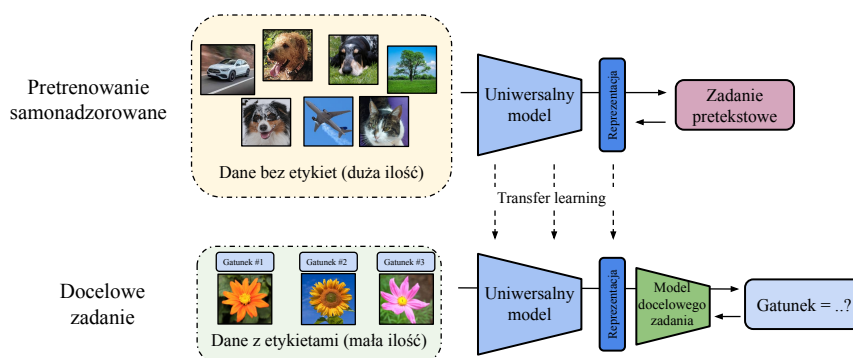 Pretrenowanie
samonadzorowane
Dane bez etykiet (duża ilość)
Uniwersalny
model
Reprezentacja
Zadanie
pretekstowe
Transfer learning
Docelowe
zadanie
Gatunek #1
Gatunek #2
Gatunek #3
Dane z etykietami (mała ilość)
Uniwersalny
model
Reprezentacja
Model
docelowego
zadania
Gatunek = ..?